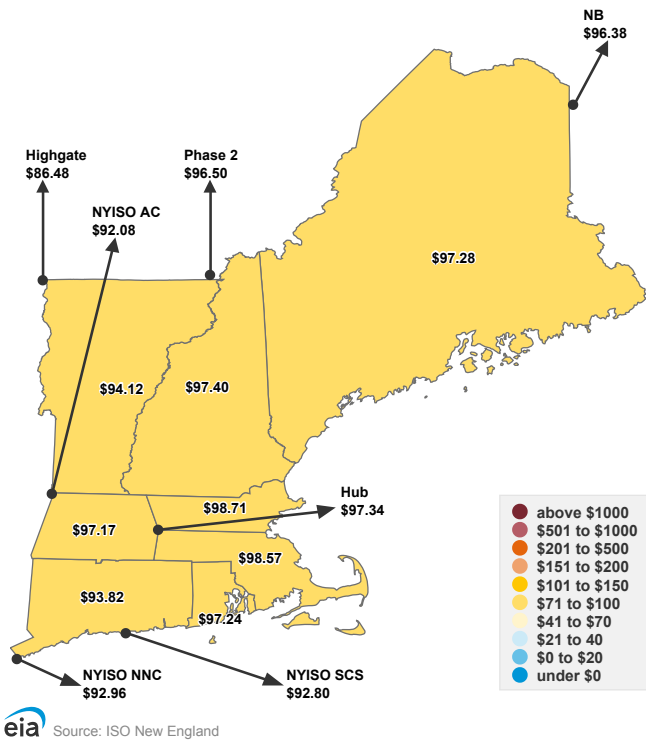 NB
$96.38
Highgate
$86.48
Phase 2
$96.50
NYISO AC
$92.08
$97.28
$94.12
$97.40
Hub
$97.34
$98.71
$97.17
$98.57
$93.82
$97.24
NYISO NNC
$92.96
NYISO SCS
$92.80
above $1000
$501 to $1000
$201 to $500
$151 to $200
$101 to $150
$71 to $100
$41 to $70
$21 to 40
$0 to $20
under $0
eia
Source: ISO New England